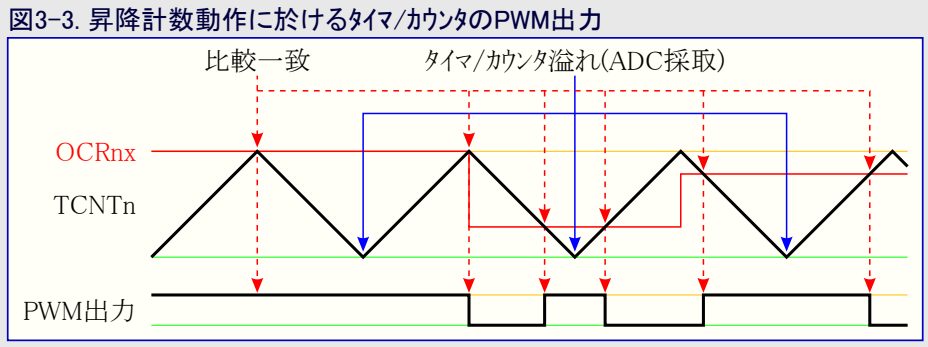 図3-3. 昇降計数動作に於けるﾀｲﾏ/ｶｳﾝﾀのPWM出力
比較一致
ﾀｲﾏ/ｶｳﾝﾀ溢れ(ADC採取)
OCRnx
TCNTn
PWM出力